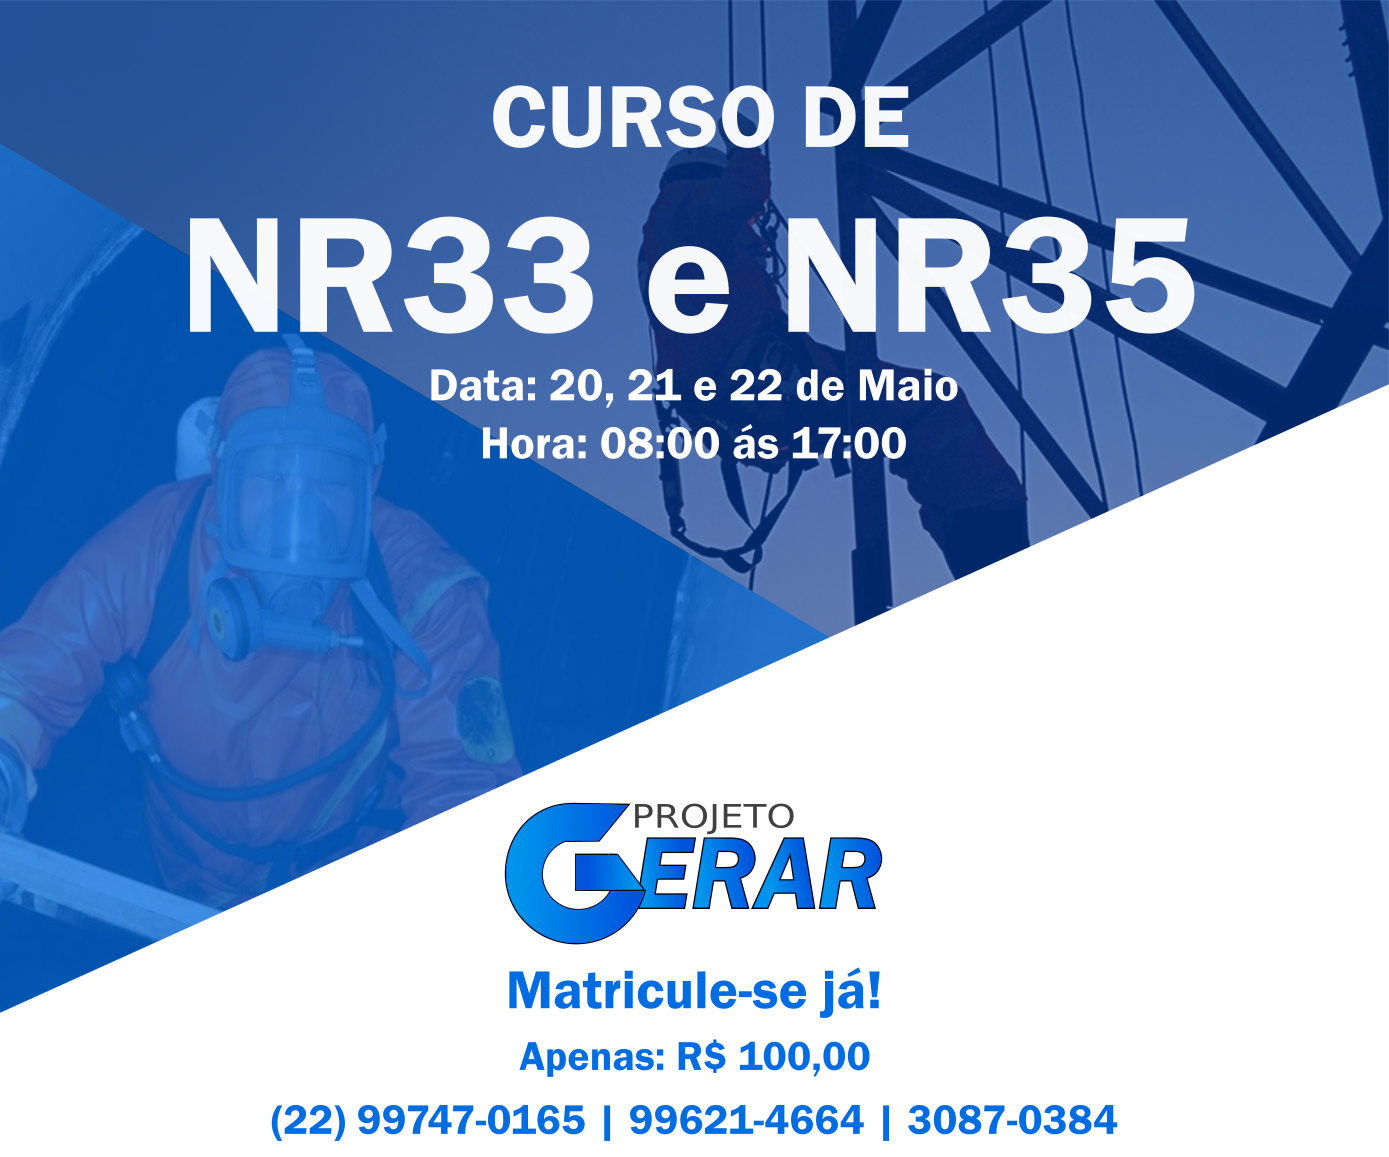 CURSO DE
NR33 e NR35
Data: 20, 21 e 22 de Maio
Hora: 08:00 ás 17:00
PROJETO
GERAR
Matricule-se já!
Apenas: R$ 100,00
(22) 99747-0165 | 99621-4664 | 3087-0384